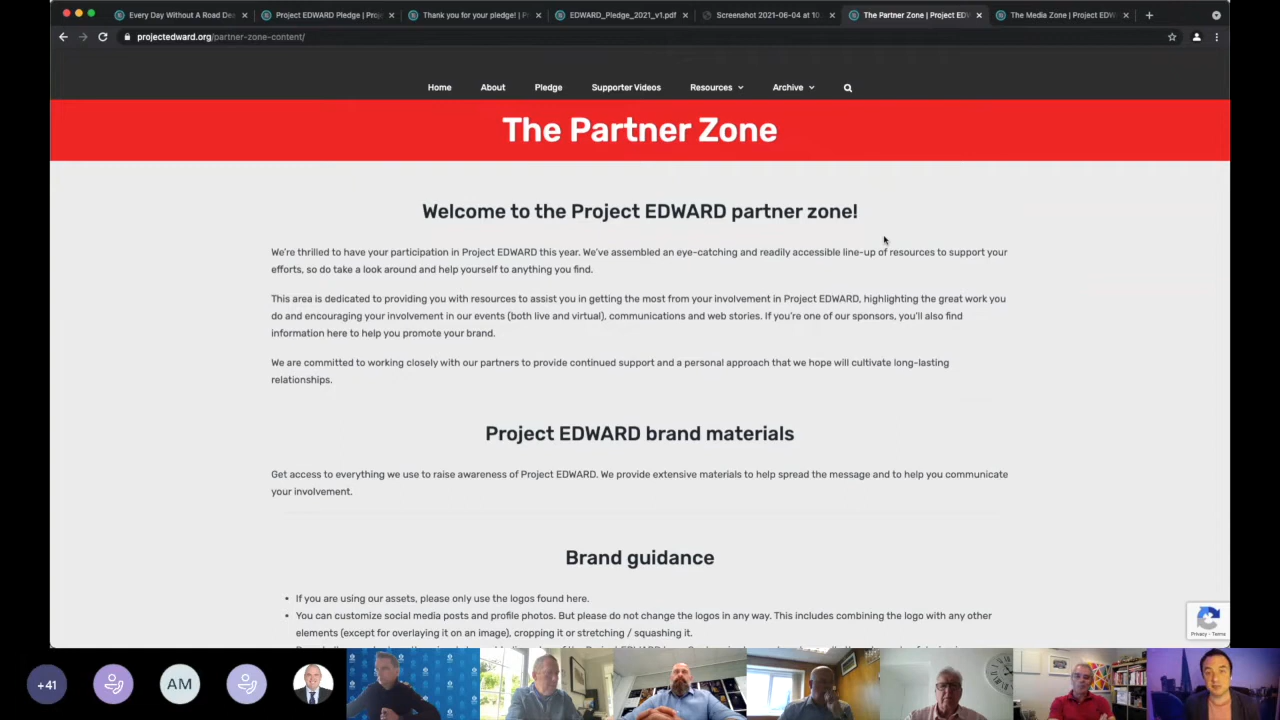 Every Day Without A Road De
Project EDWARD Pledge | Proj
Thank you for your pledge! | P
EDWARD_Pledge_2021_v1.pdf
Screenshot 2021-06-04 at 10.
The Partner Zone | Project ED
The Media Zone | Project EDW
projectedward.org/partner-zone-content/
Home About Pledge Supporter Videos Resources Archive
The Partner Zone
Welcome to the Project EDWARD partner zone!
We're thrilled to have your participation in Project EDWARD this year. We've assembled an eye-catching and readily accessible line-up of resources to support your
efforts, so do take a look around and help yourself to anything you find.
This area is dedicated to providing you with resources to assist you in getting the most from your involvement in Project EDWARD, highlighting the great work you
do and encouraging your involvement in our events (both live and virtual), communications and web stories. If you're one of our sponsors, you'll also find
information here to help you promote your brand.
We are committed to working closely with our partners to provide continued support and a personal approach that we hope will cultivate long-lasting
relationships.
Project EDWARD brand materials
Get access to everything we use to raise awareness of Project EDWARD. We provide extensive materials to help spread the message and to help you communicate
your involvement.
Brand guidance
• If you are using our assets, please only use the logos found here.
• You can customize social media posts and profile photos. But please do not change the logos in any way. This includes combining the logo with any other
elements (except for overlaying it on an image), cropping it or stretching / squashing it.
Privacy - Terms
+41
AM